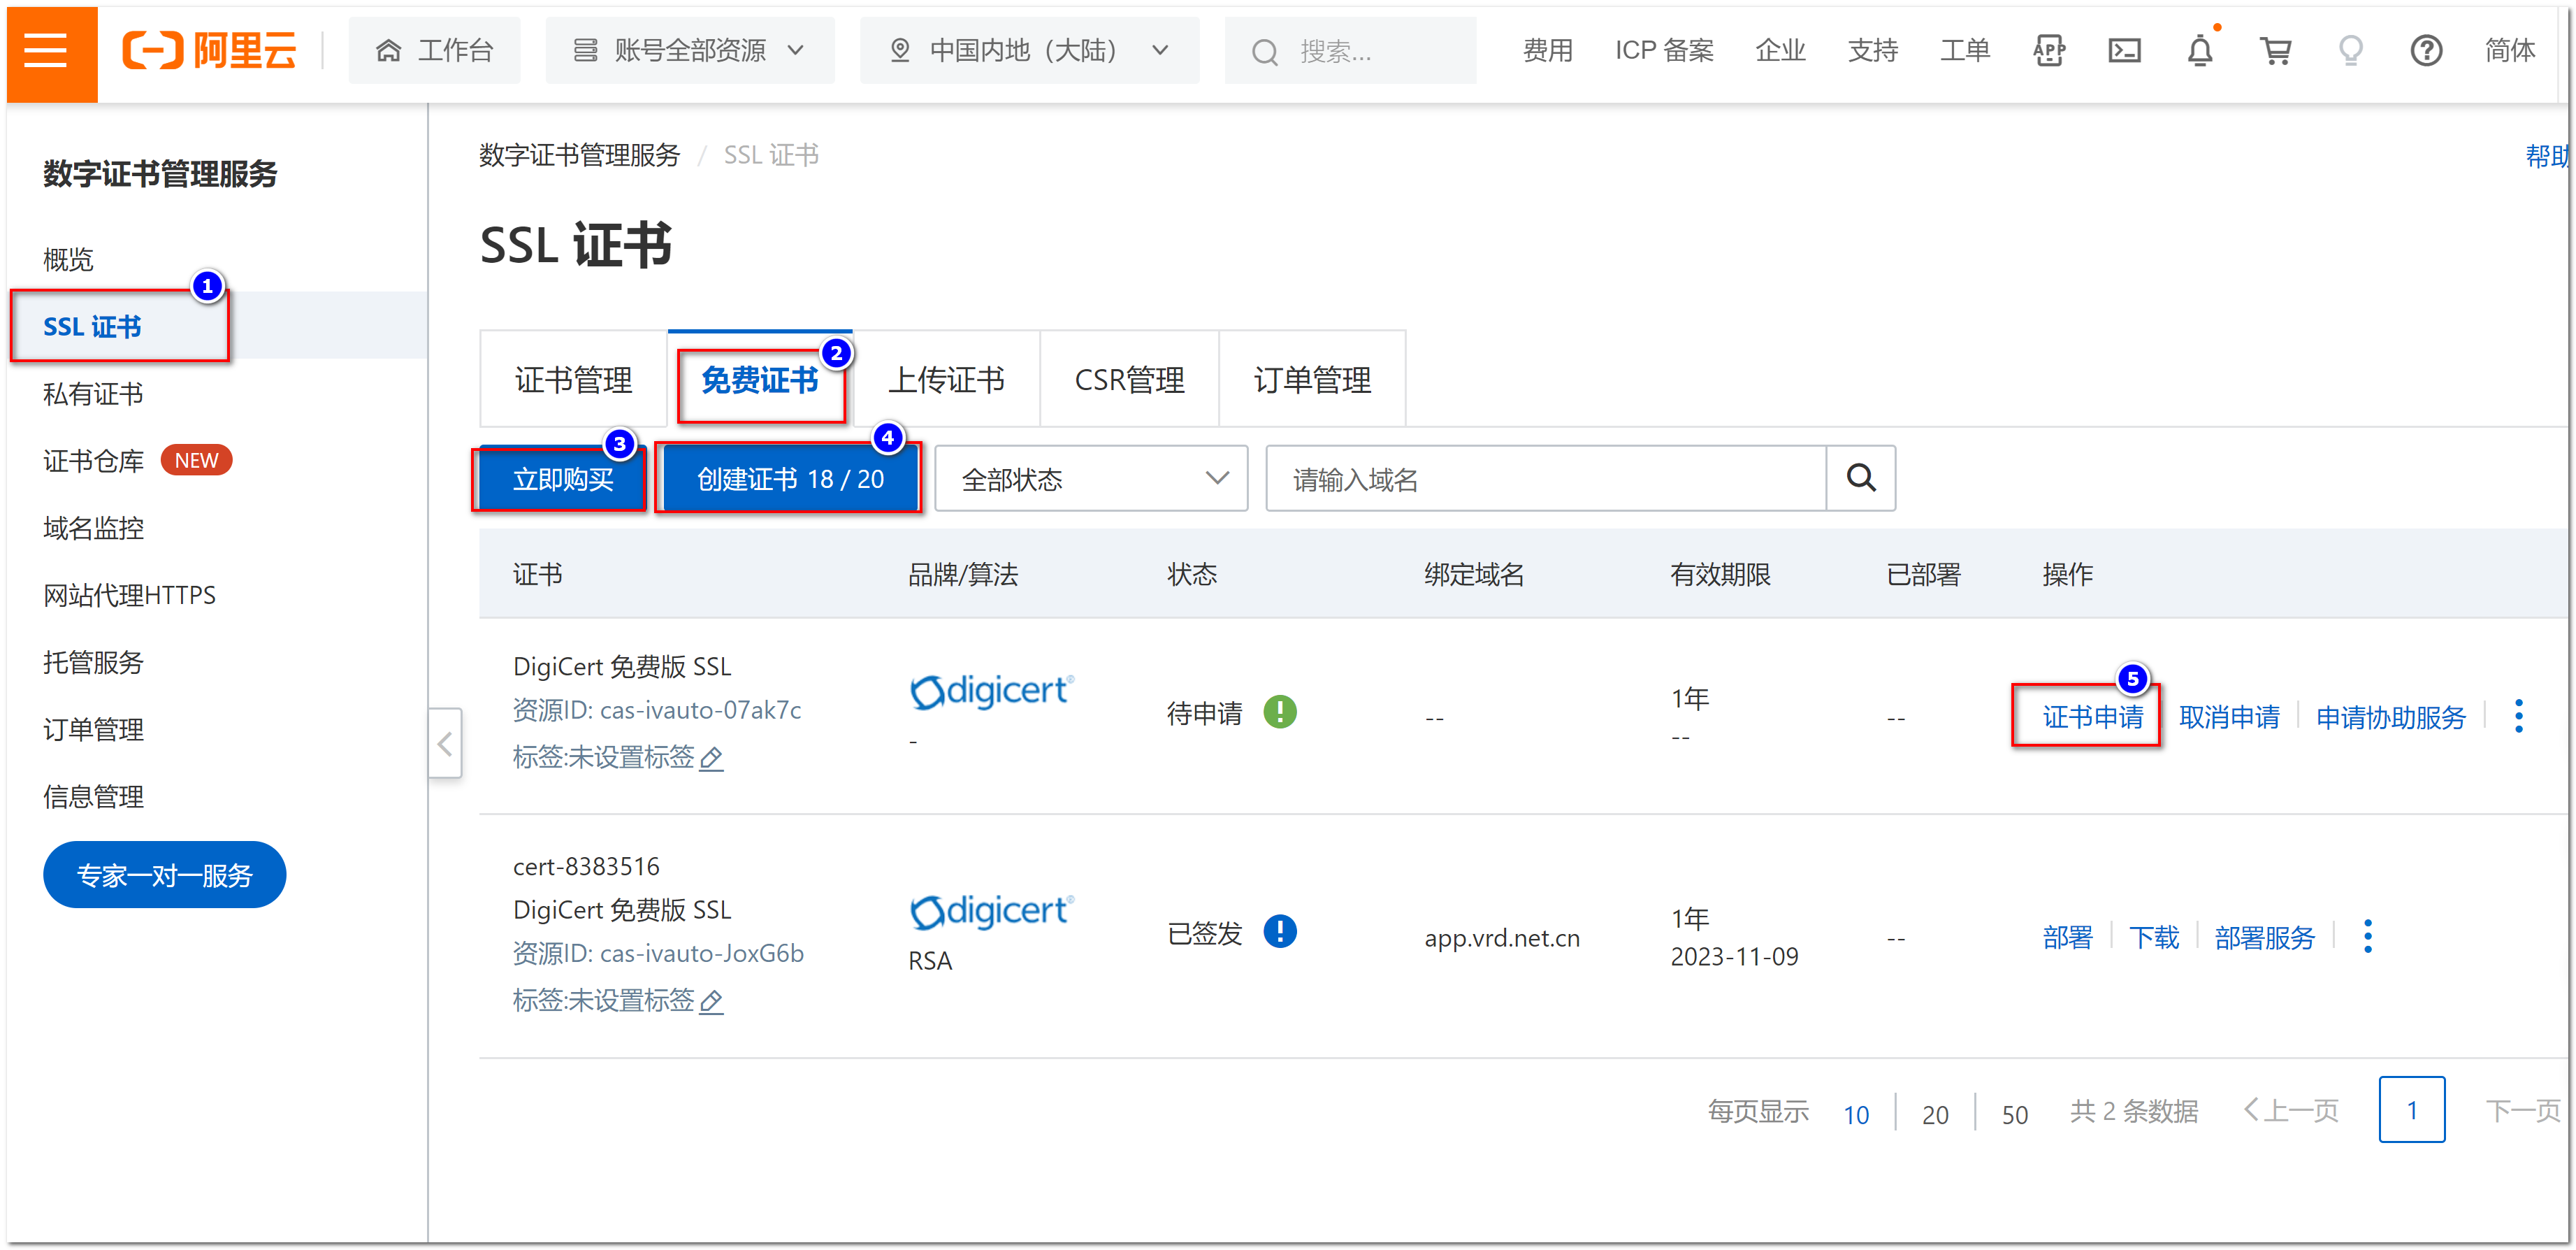 阿里云
工作台
账号全部资源
中国内地（大陆）
搜索...
费用
ICP 备案
企业
支持
工单
APP
简体
数字证书管理服务
概览
1
SSL 证书
私有证书
证书仓库 NEW
域名监控
网站代理HTTPS
托管服务
订单管理
信息管理
专家一对一服务
数字证书管理服务 / SSL 证书
帮助
SSL 证书
证书管理
免费证书
2
上传证书
CSR管理
订单管理
立即购买
3
创建证书 18 / 20
4
全部状态
请输入域名
证书
品牌/算法
状态
绑定域名
有效期限
已部署
操作
DigiCert 免费版 SSL
资源ID: cas-ivauto-07ak7c
标签:未设置标签
digicert®
-
待申请
--
1年
--
--
5
证书申请
取消申请
申请协助服务
cert-8383516
DigiCert 免费版 SSL
资源ID: cas-ivauto-JoxG6b
标签:未设置标签
digicert®
RSA
已签发
app.vrd.net.cn
1年
2023-11-09
--
部署
下载
部署服务
每页显示
10
20
50
共 2 条数据
上一页
1
下一页